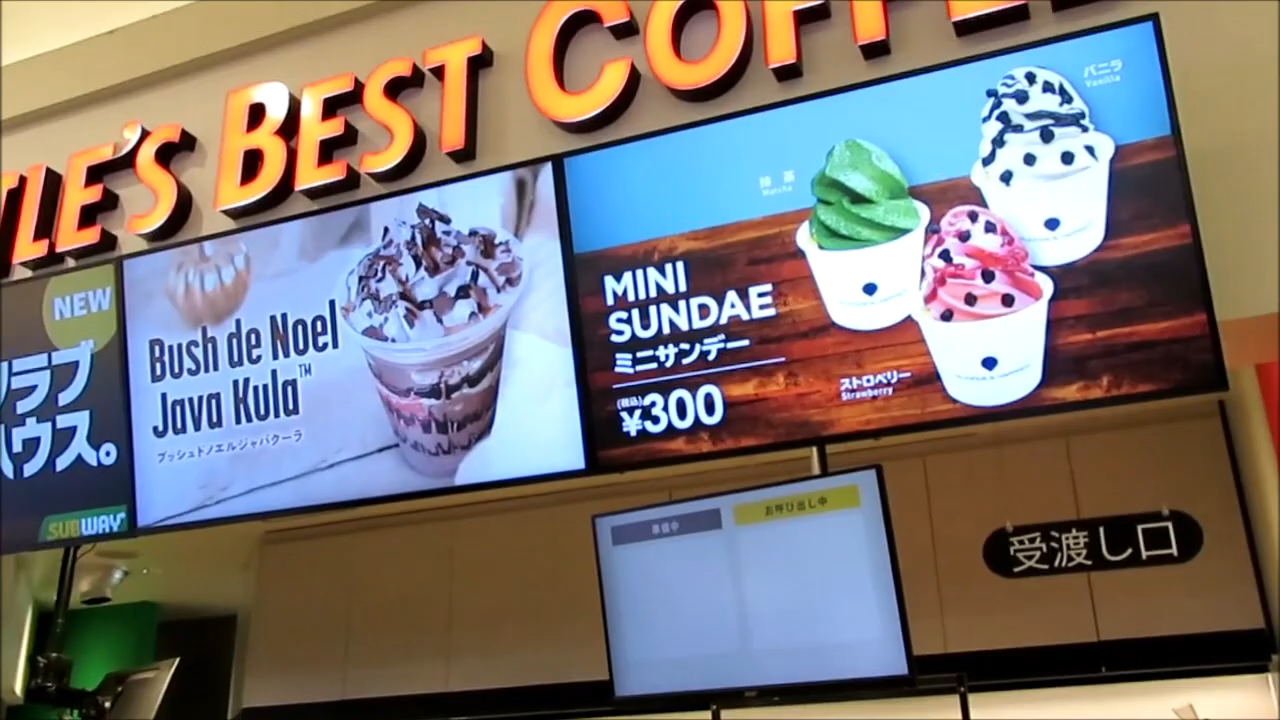 TLE'S BEST COFFE
NEW
ラブ
ハウス。
SUBWAY
Bush de Noel
Java Kula™
ブッシュドノエルジャバクーラ
MINI
SUNDAE
ミニサンデー
(税込)
¥300
抹茶
Matcha
バニラ
Vanilla
ストロベリー
Strawberry
準備中
お呼び出し中
受渡し口